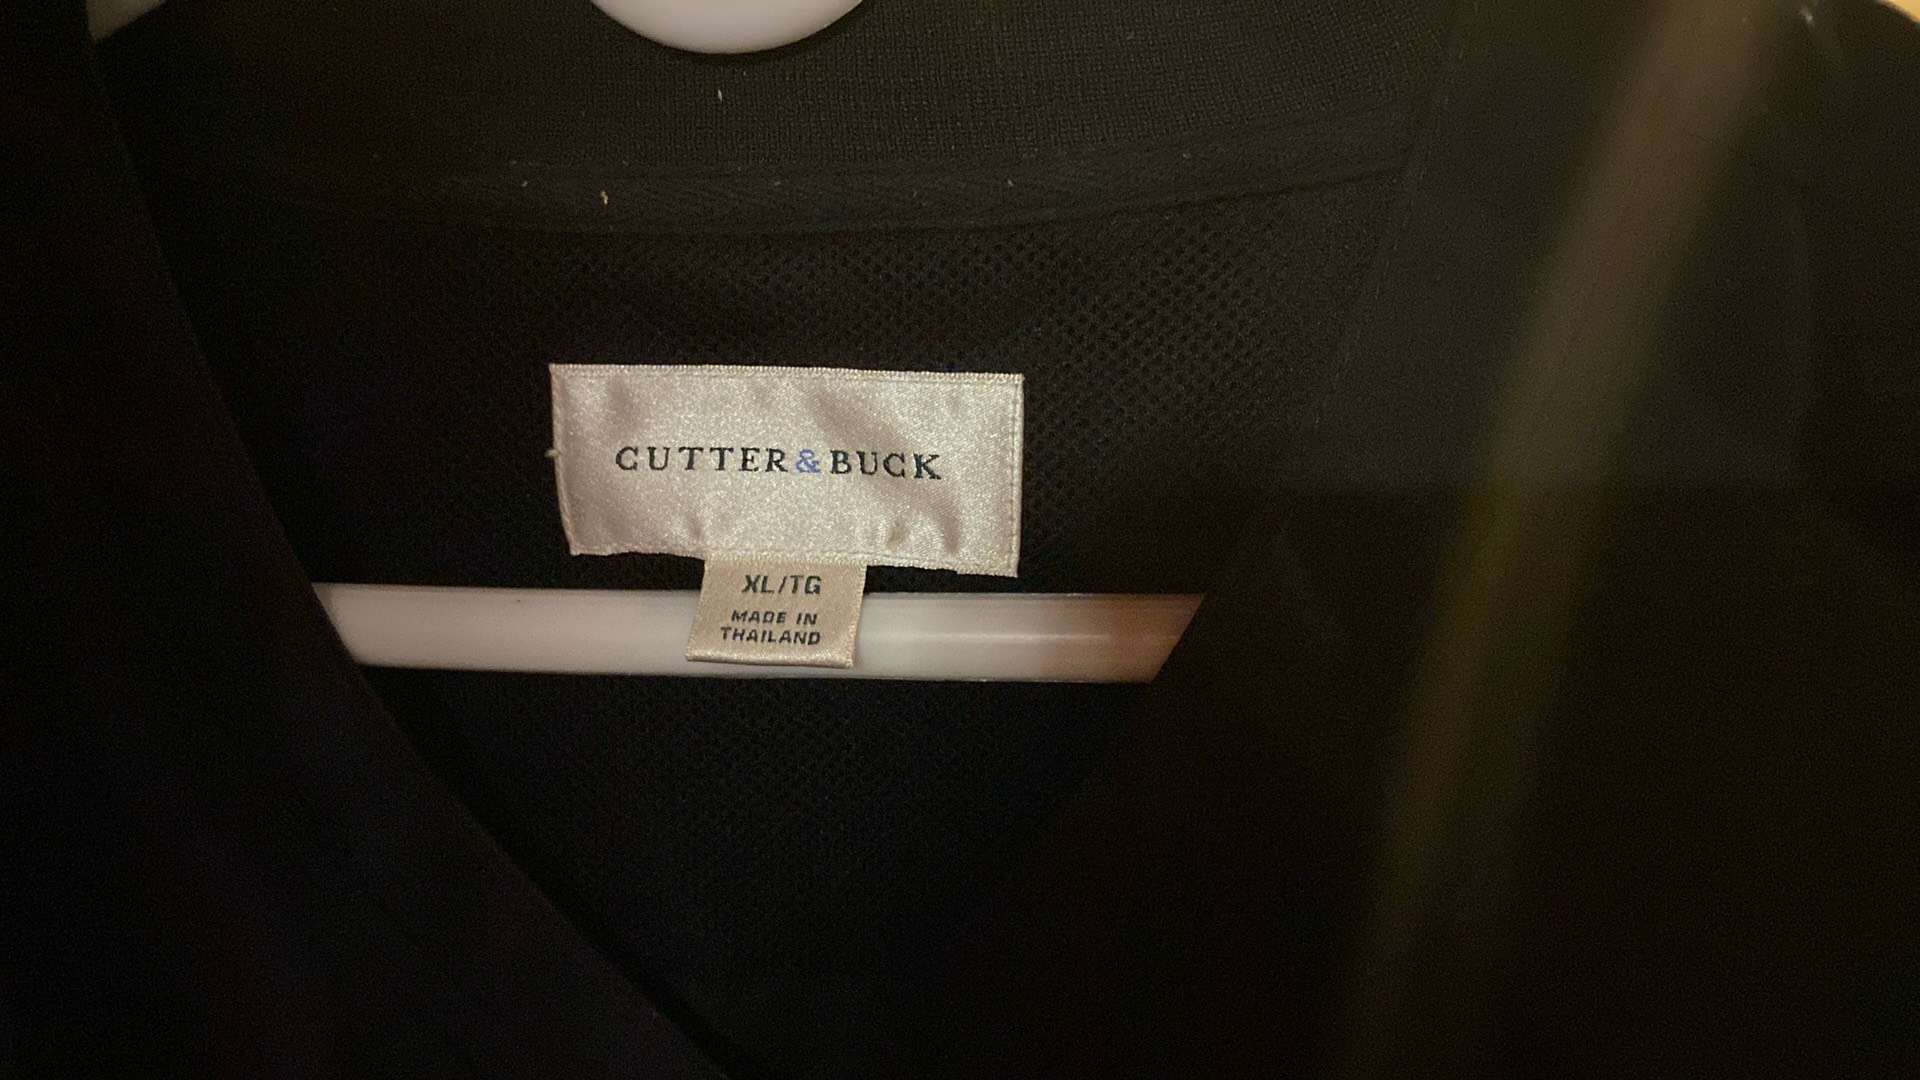 CUTTER & BUCK
XL/TG
MADE IN
THAILAND